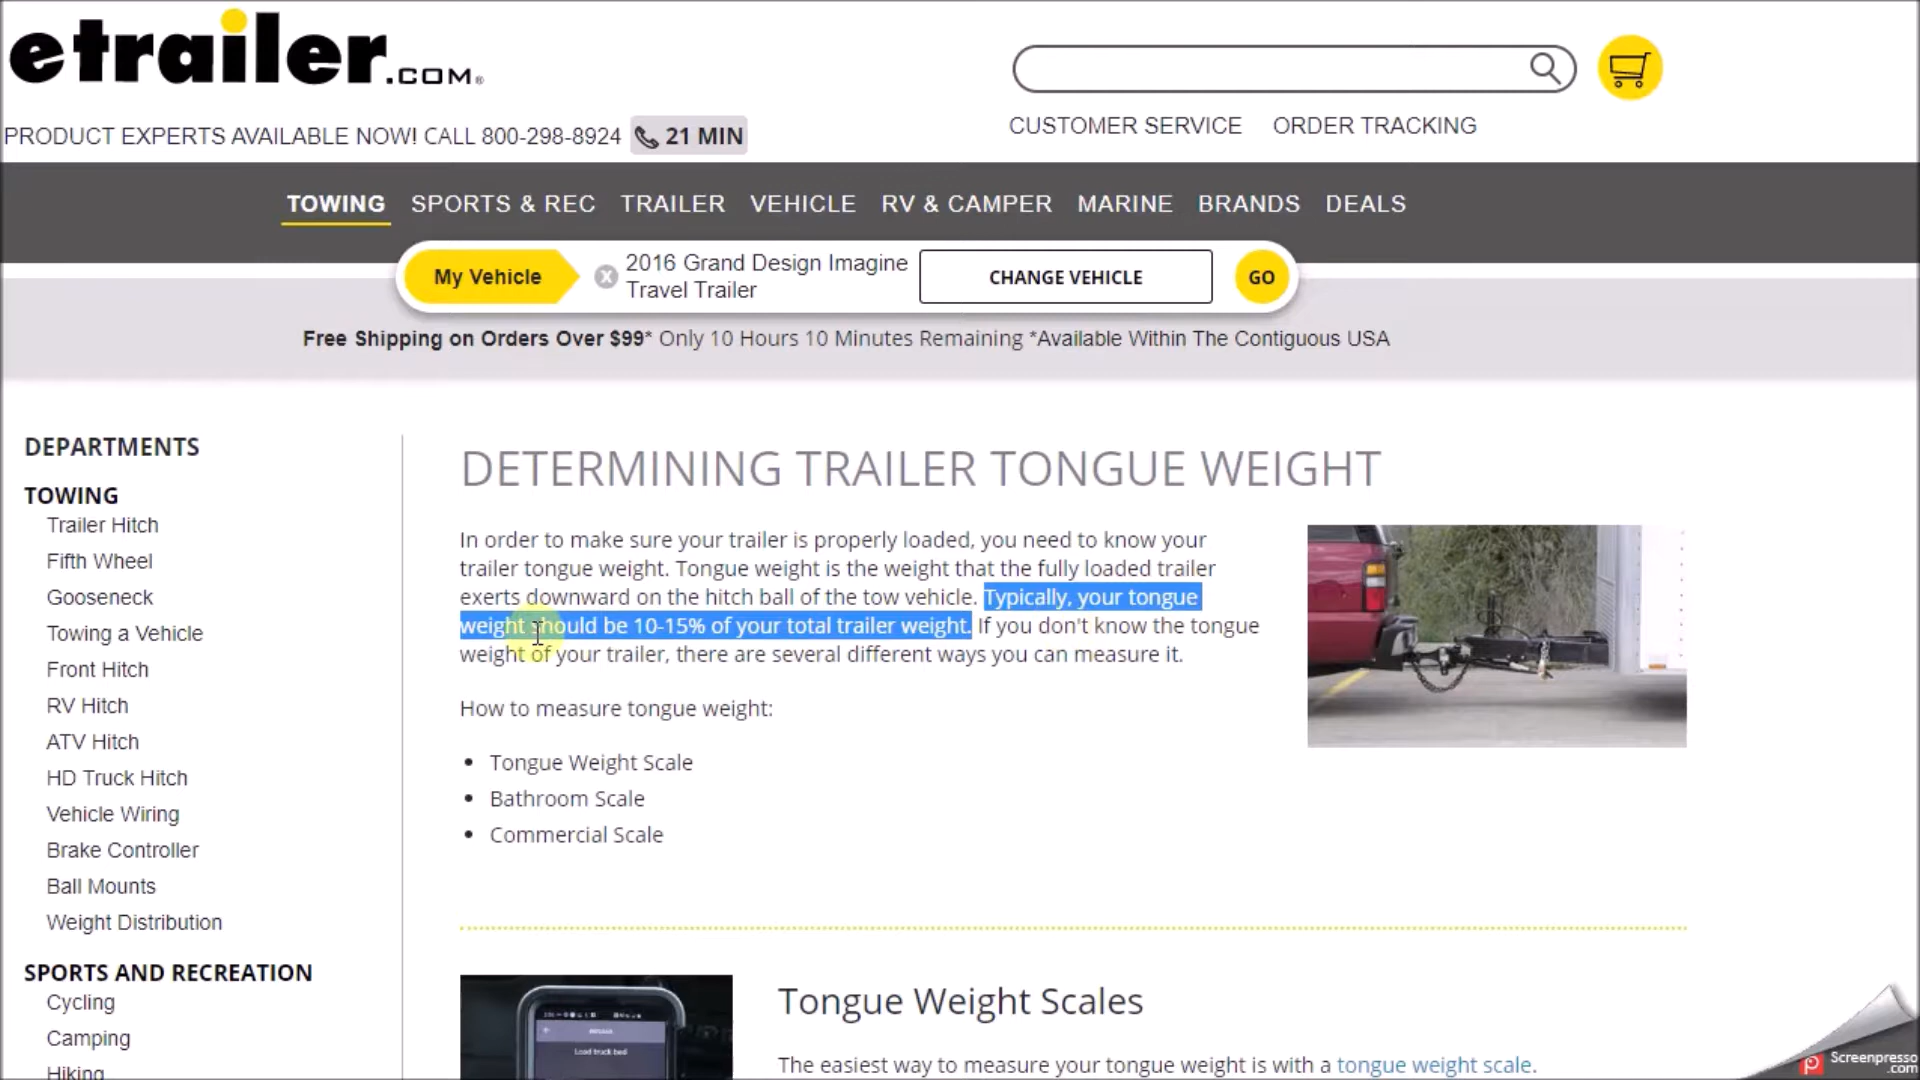 etrailer.COM®
PRODUCT EXPERTS AVAILABLE NOW! CALL 800-298-8924 21 MIN
CUSTOMER SERVICE ORDER TRACKING
TOWING SPORTS & REC TRAILER VEHICLE RV & CAMPER MARINE BRANDS DEALS
My Vehicle
2016 Grand Design Imagine
Travel Trailer
CHANGE VEHICLE
GO
Free Shipping on Orders Over $99* Only 10 Hours 10 Minutes Remaining *Available Within The Contiguous USA
DEPARTMENTS
TOWING
Trailer Hitch
Fifth Wheel
Gooseneck
Towing a Vehicle
Front Hitch
RV Hitch
ATV Hitch
HD Truck Hitch
Vehicle Wiring
Brake Controller
Ball Mounts
Weight Distribution
SPORTS AND RECREATION
Cycling
Camping
Hiking
DETERMINING TRAILER TONGUE WEIGHT
In order to make sure your trailer is properly loaded, you need to know your
trailer tongue weight. Tongue weight is the weight that the fully loaded trailer
exerts downward on the hitch ball of the tow vehicle. Typically, your tongue
weight should be 10-15% of your total trailer weight. If you don't know the tongue
weight of your trailer, there are several different ways you can measure it.
How to measure tongue weight:
• Tongue Weight Scale
• Bathroom Scale
• Commercial Scale
Load truck bed
Tongue Weight Scales
The easiest way to measure your tongue weight is with a tongue weight scale.
Screenpresso
.com